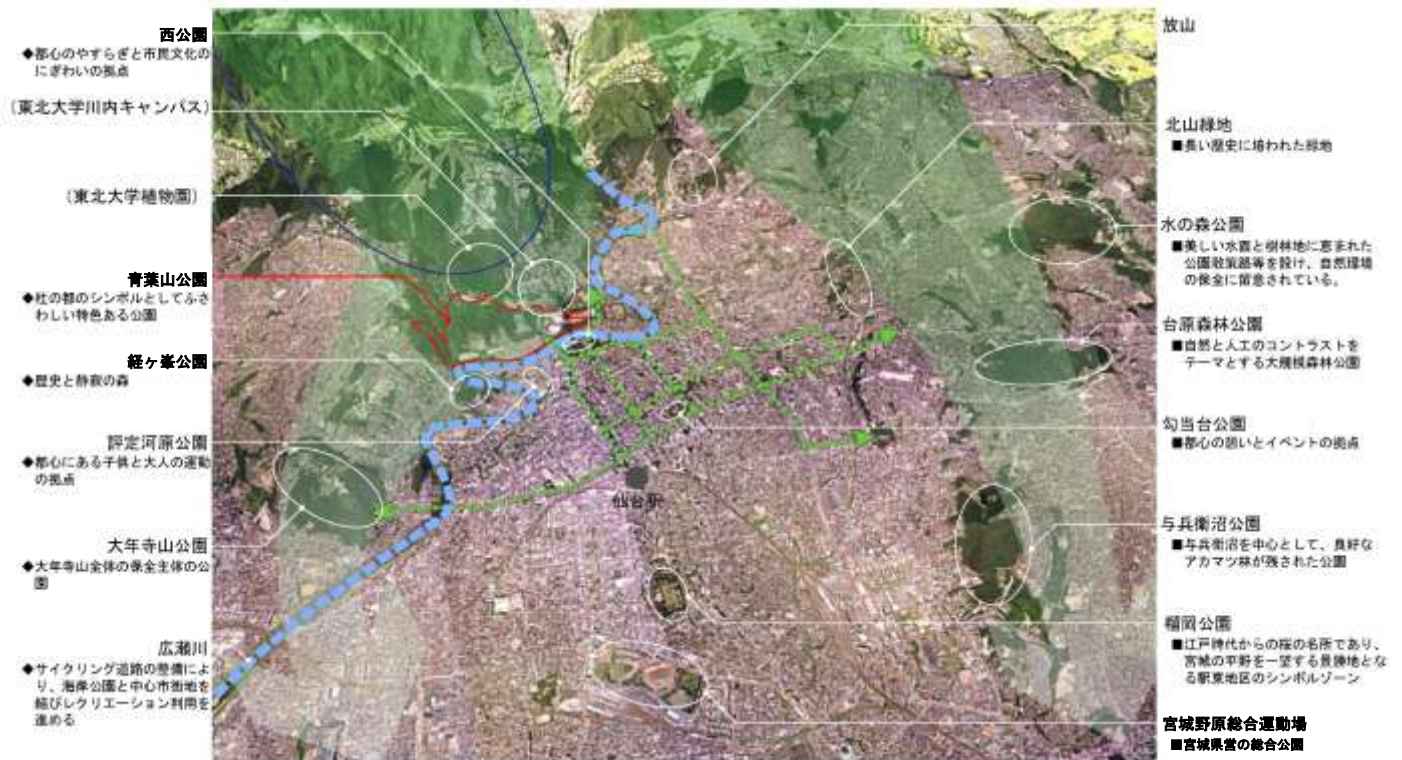 西公園
◆都心のやすらぎと市民文化の
にぎわいの拠点
(東北大学川内キャンパス)
(東北大学植物園)
青葉山公園
◆杜の都のシンボルとしてふさ
わしい特色ある公園
経ヶ峯公園
◆歴史と静寂の森
評定河原公園
◆都心にある子供と大人の運動
の拠点
大年寺山公園
◆大年寺山全体の保全主体の公
園
広瀬川
◆サイクリング道路の整備によ
り、海岸公園と中心市街地を
結びレクリエーション利用を
進める
仙台駅
放山
北山緑地
■長い歴史に培われた緑地
水の森公園
■美しい水面と樹林地に恵まれた
公園散策路等を設け、自然環境
の保全に留意されている。
台原森林公園
■自然と人工のコントラストを
テーマとする大規模森林公園
勾当台公園
■都心の憩いとイベントの拠点
与兵衛沼公園
■与兵衛沼を中心として、良好な
アカマツ林が残された公園
榴岡公園
■江戸時代からの桜の名所であり、
宮城の平野を一望する景勝地とな
る駅東地区のシンボルゾーン
宮城野原総合運動場
■宮城県営の総合公園